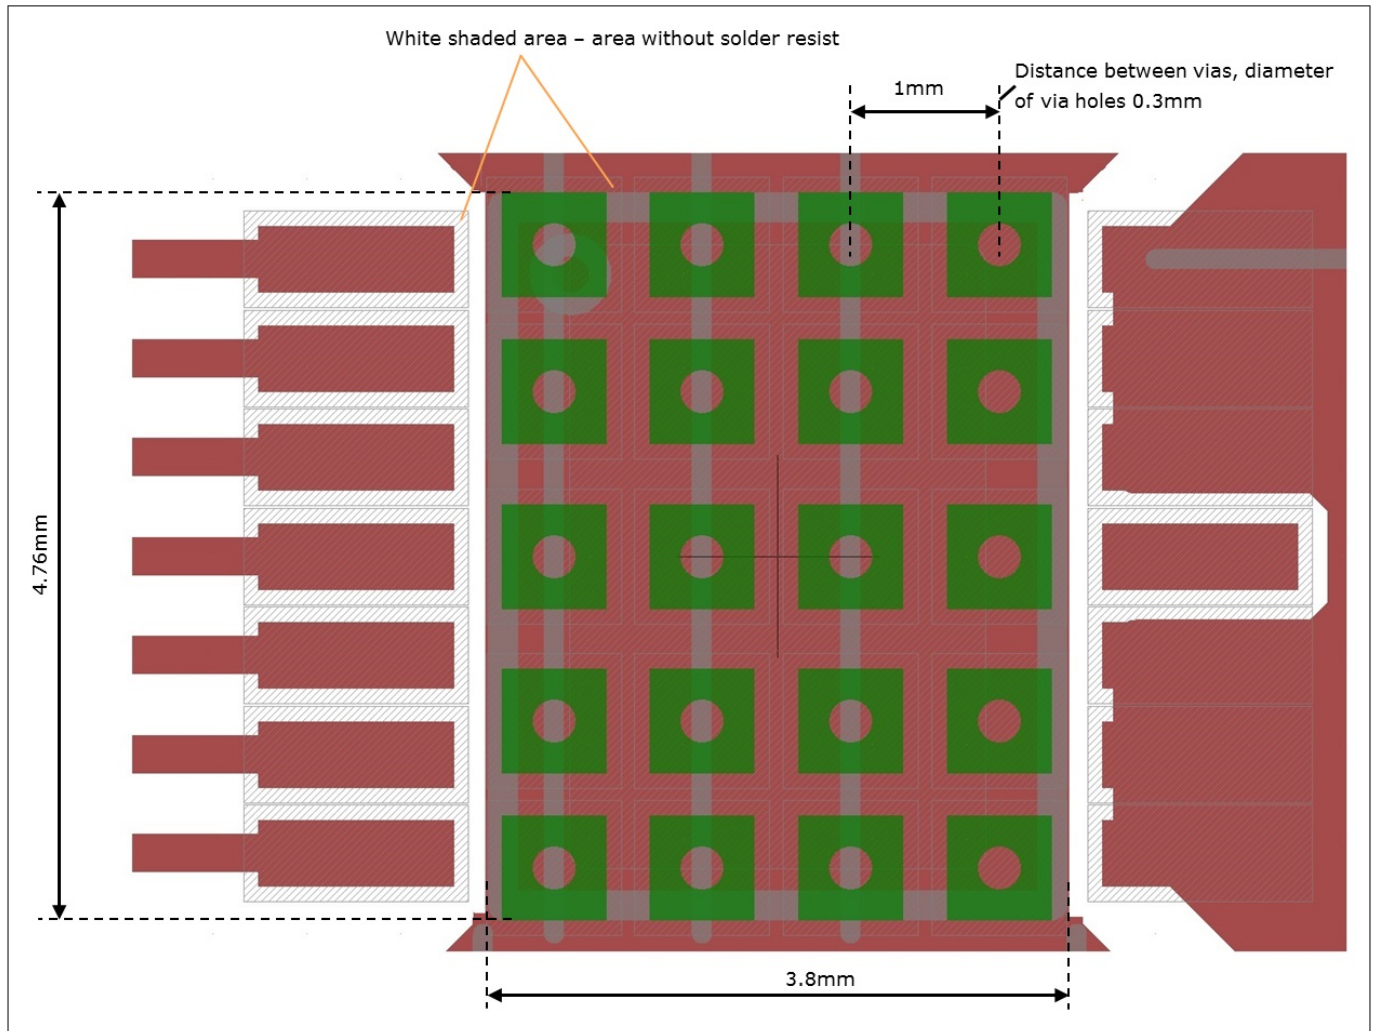 White shaded area – area without solder resist
1mm
Distance between vias, diameter
of via holes 0.3mm
4.76mm
3.8mm